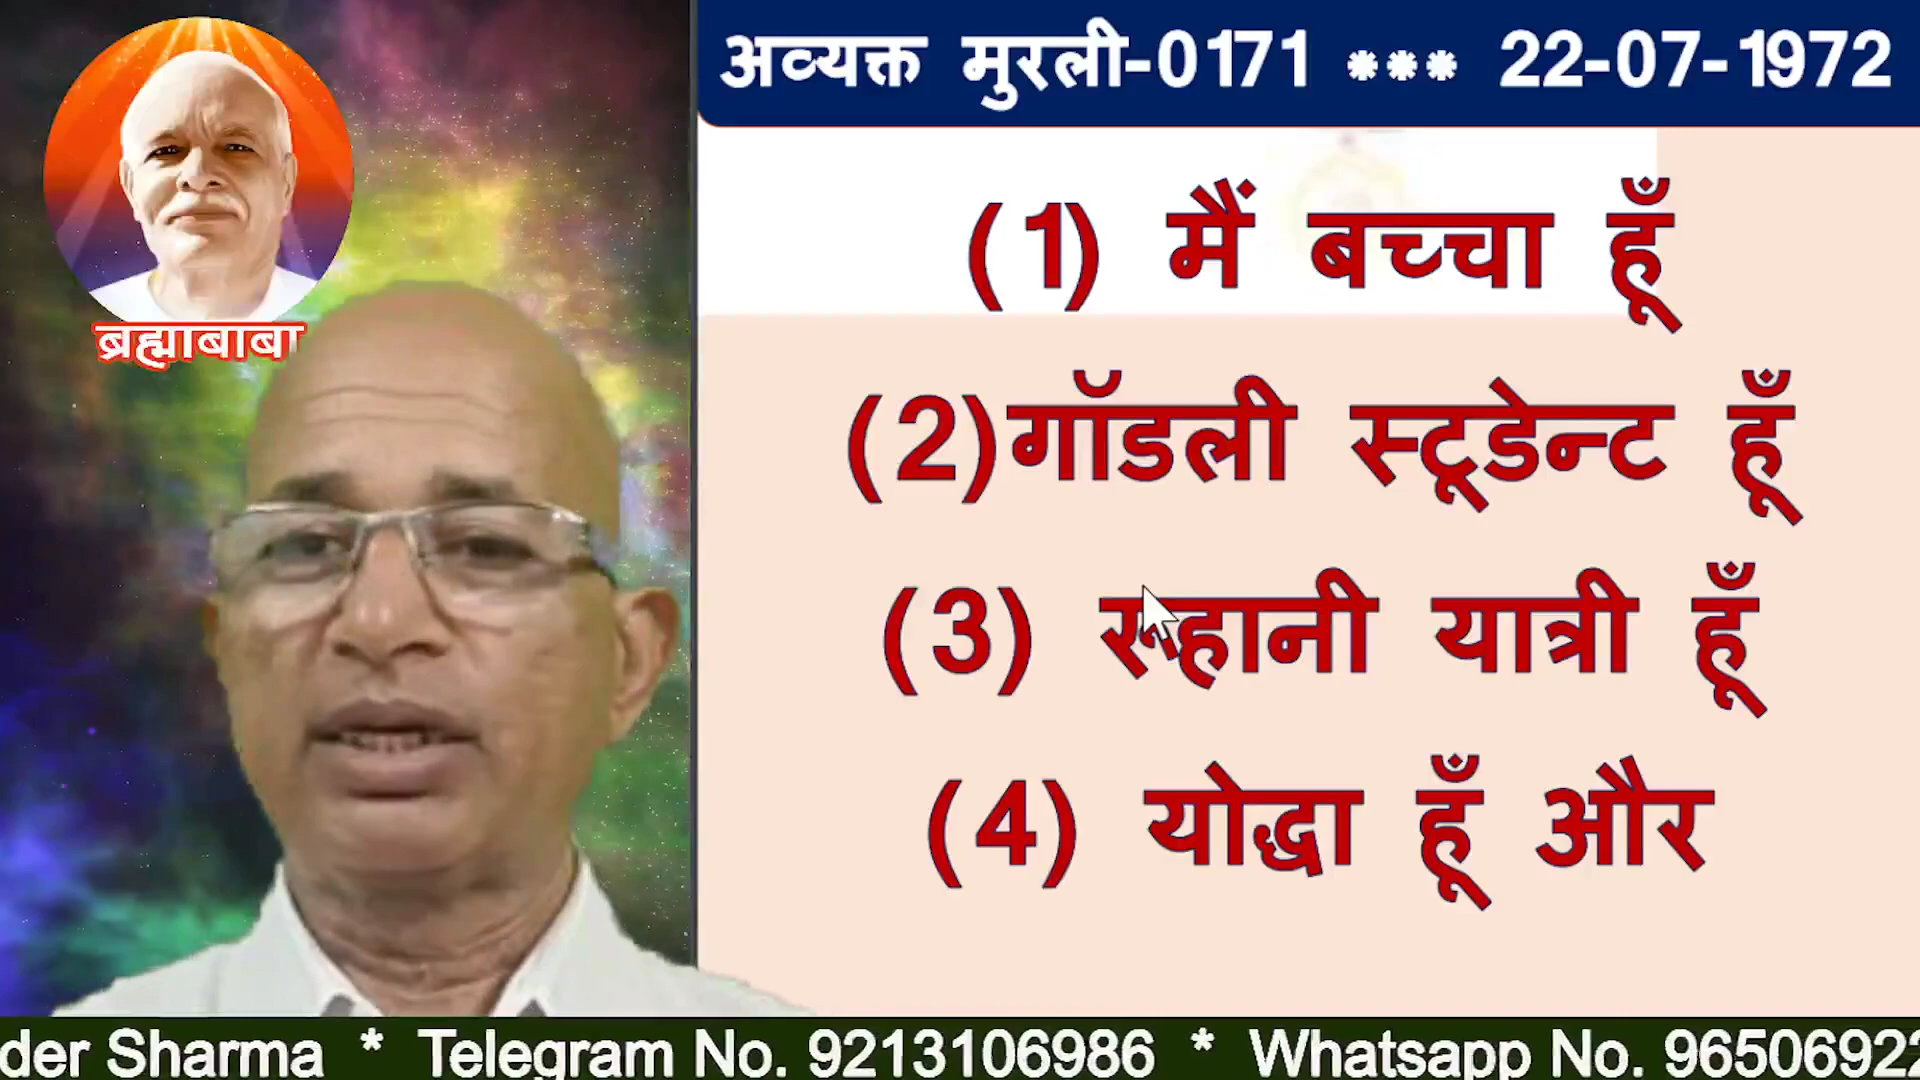 अव्यक्त मुरली-0171 *** 22-07-1972
ब्रह्माबाबा
(1) मैं बच्चा हूँ
(2)गॉडली स्टूडेन्ट हूँ
(3) रूहानी यात्री हूँ
(4) योद्धा हूँ और
der Sharma * Telegram No. 9213106986 * Whatsapp No. 96506922